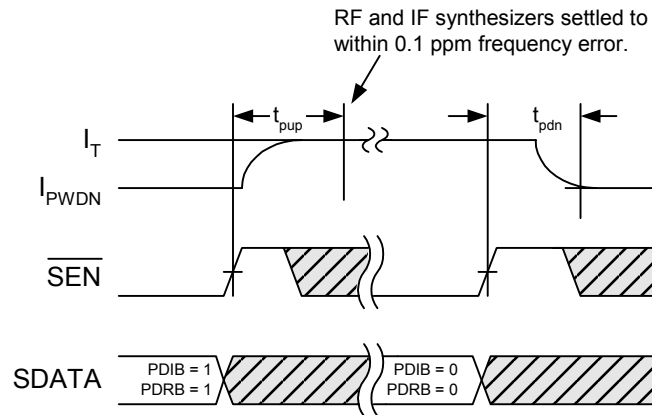 RF and IF synthesizers settled to
within 0.1 ppm frequency error.
t_pup
t_pdn
I_T
I_PWDN
SEN
SDATA
PDIB = 1
PDRB = 1
PDIB = 0
PDRB = 0